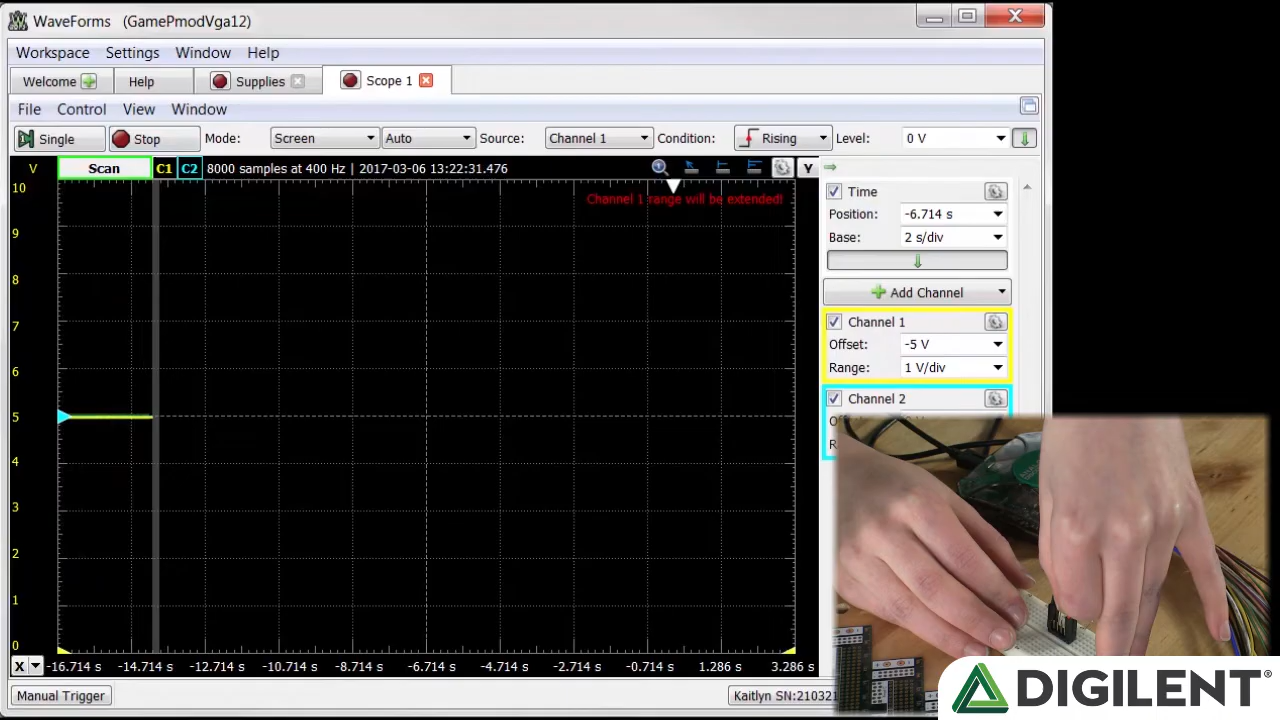 WaveForms (GamePmodVga12)
Workspace Settings Window Help
Welcome Help Supplies Scope 1
File Control View Window
Single Stop Mode: Screen Auto Source: Channel 1 Condition: Rising Level: 0 V
V Scan C1 C2 8000 samples at 400 Hz | 2017-03-06 13:22:31.476 Y
Channel 1 range will be extended!
10
9
8
7
6
5
4
3
2
1
0
X -16.714 s -14.714 s -12.714 s -10.714 s -8.714 s -6.714 s -4.714 s -2.714 s -0.714 s 1.286 s 3.286 s
Time
Position: -6.714 s
Base: 2 s/div
Add Channel
Channel 1
Offset: -5 V
Range: 1 V/div
Channel 2
Manual Trigger
Kaitlyn SN:210321
DIGILENT®